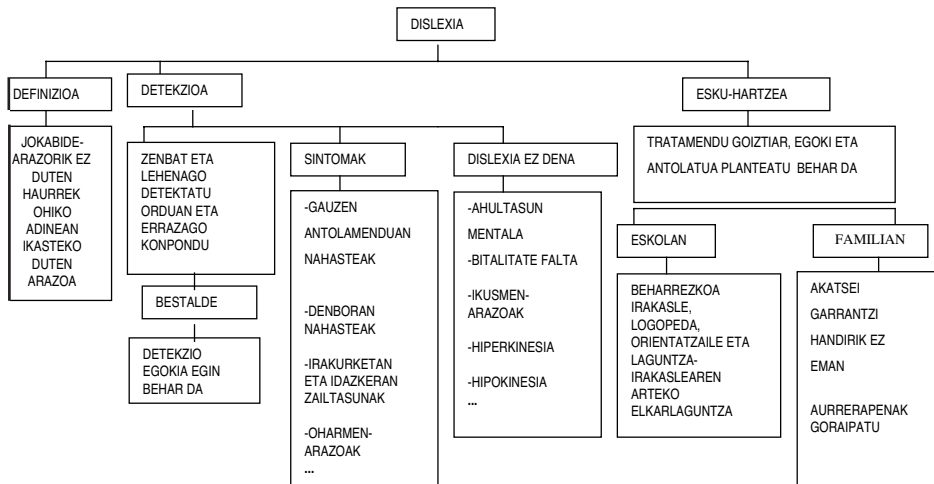 DISLEXIA
DEFINIZIOA
JOKABIDE-
ARAZORIK EZ
DUTEN
HAURREK
OHIKO
ADINEAN
IKASTEKO
DUTEN
ARAZOA
DETEKZIOA
ZENBAT ETA
LEHENAGO
DETEKTATU
ORDUAN ETA
ERRAZAGO
KONPONDU
BESTALDE
DETEKZIO
EGOKIA EGIN
BEHAR DA
SINTOMAK
-GAUZEN
ANTOLAMENDUAN
NAHASTEAK
-DENBORAN
NAHASTEAK
-IRAKURKETAN
ETA IDAZKERAN
ZAILTASUNAK
-OHARMEN-
ARAZOAK
...
DISLEXIA EZ DENA
-AHULTASUN
MENTALA
-BITALITATE FALTA
-IKUSMEN-
ARAZOAK
-HIPERKINESIA
-HIPOKINESIA
...
ESKU-HARTZEA
TRATAMENDU GOIZTIAR, EGOKI ETA
ANTOLATUA PLANTEATU BEHAR DA
ESKOLAN
BEHARREZKOA
IRAKASLE,
LOGOPEDA,
ORIENTATZAILE ETA
LAGUNTZA-
IRAKASLEAREN
ARTEKO
ELKARLAGUNTZA
FAMILIAN
AKATSEI
GARRANTZI
HANDIRIK EZ
EMAN
AURRERAPENAK
GORAIPATU